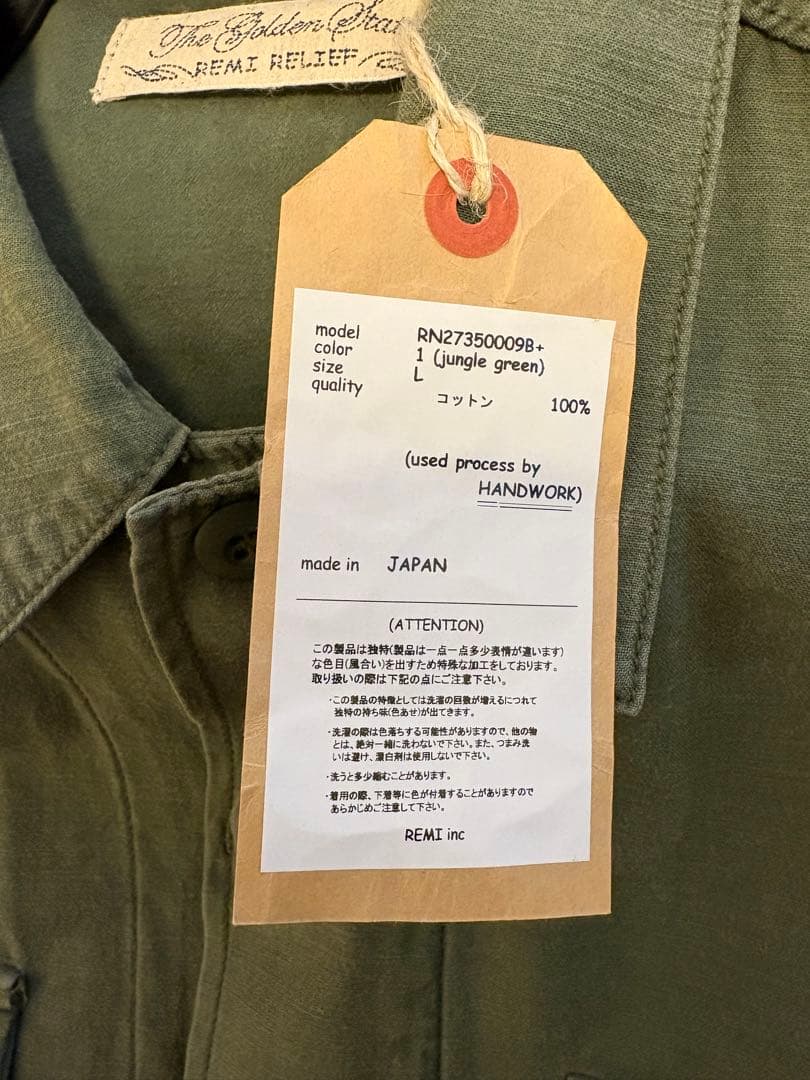 The Golden Sta
REMI RELIEF
model RN27350009B+
color 1 (jungle green)
size L
quality コットン 100%
(used process by
HANDWORK)
made in JAPAN
(ATTENTION)
この製品は独特(製品は一点一点多少表情が違います)
な色目(風合い)を出すため特殊な加工をしております。
取り扱いの際は下記の点にご注意下さい。
・この製品の特徴としては洗濯の回数が増えるにつれて
独特の持ち味(色あせ)が出てきます。
・洗濯の際は色落ちする可能性がありますので、他の物
とは、絶対一緒に洗わないで下さい。また、つまみ洗
いは避け、漂白剤は使用しないで下さい。
・洗うと多少縮むことがあります。
・着用の際、下着等に色が付着することがありますので
あらかじめご注意して下さい。
REMI inc